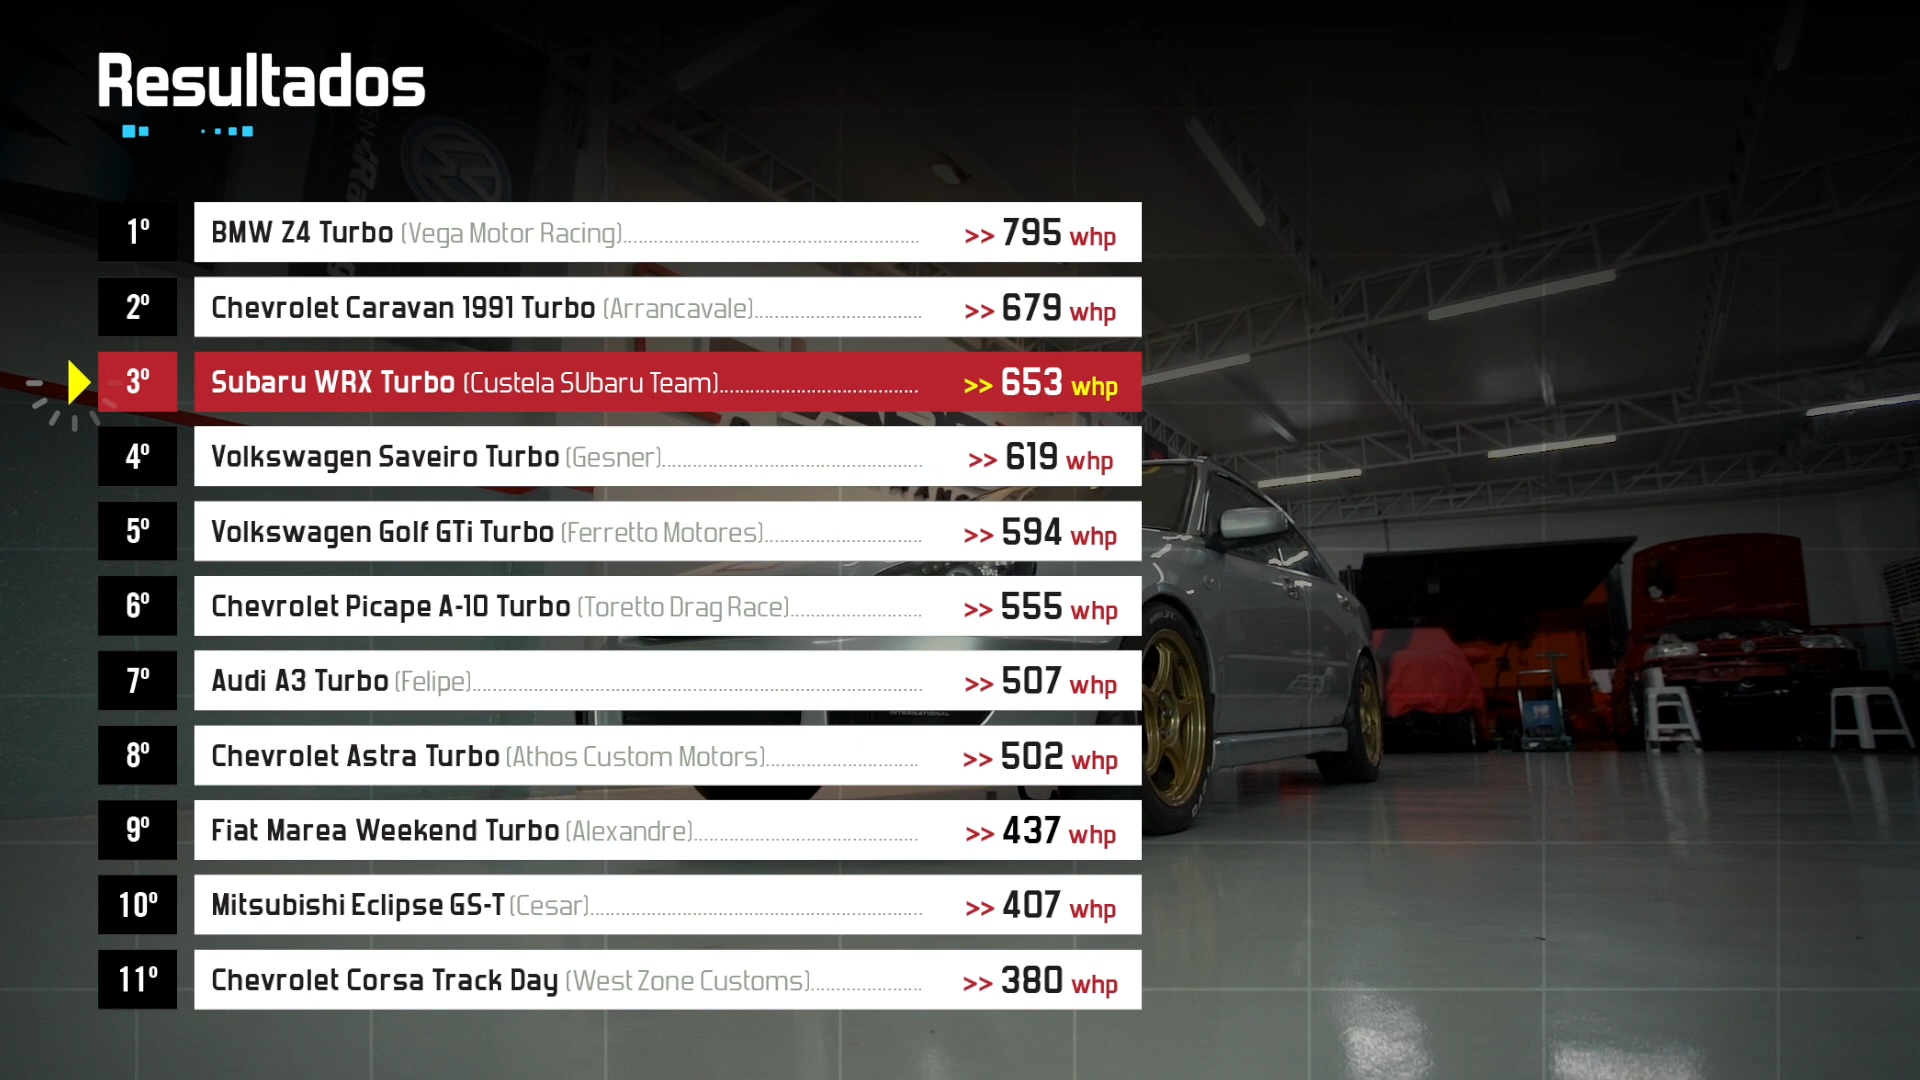 Resultados
1º BMW Z4 Turbo (Vega Motor Racing) >> 795 whp
2º Chevrolet Caravan 1991 Turbo (Arrancavale) >> 679 whp
3º Subaru WRX Turbo (Custela SUbaru Team) >> 653 whp
4º Volkswagen Saveiro Turbo (Gesner) >> 619 whp
5º Volkswagen Golf GTi Turbo (Ferretto Motores) >> 594 whp
6º Chevrolet Picape A-10 Turbo (Toretto Drag Race) >> 555 whp
7º Audi A3 Turbo (Felipe) >> 507 whp
INTERNATIONAL
8º Chevrolet Astra Turbo (Athos Custom Motors) >> 502 whp
9º Fiat Marea Weekend Turbo (Alexandre) >> 437 whp
10º Mitsubishi Eclipse GS-T (Cesar) >> 407 whp
11º Chevrolet Corsa Track Day (West Zone Customs) >> 380 whp